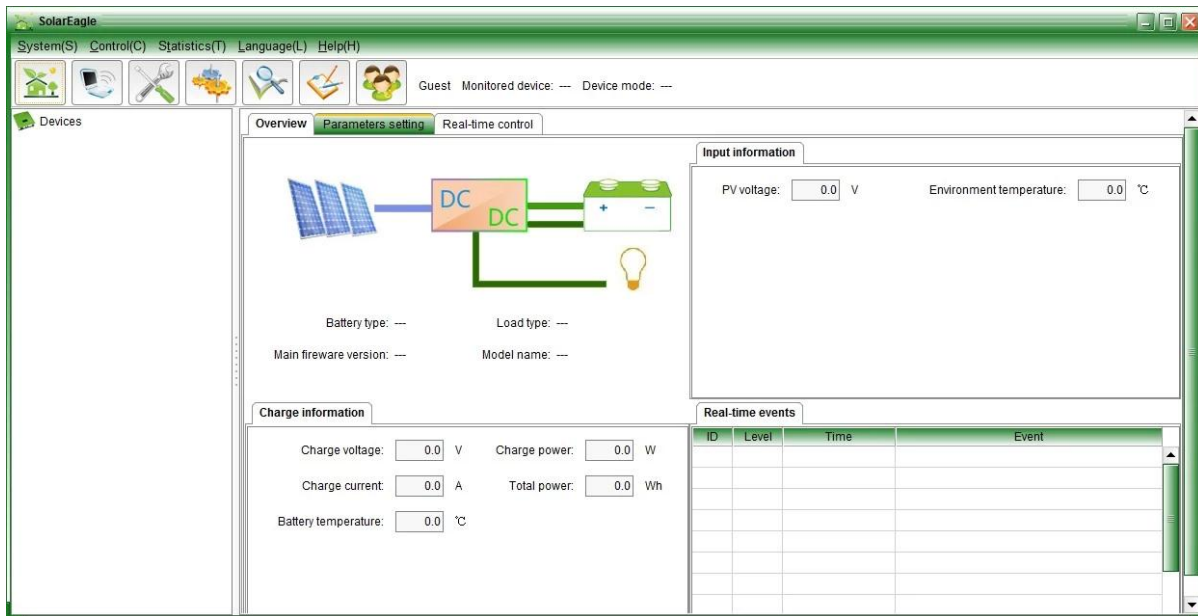 SolarEagle
System(S) Control(C) Statistics(T) Language(L) Help(H)
Guest Monitored device: --- Device mode: ---
Devices
Overview Parameters setting Real-time control
DC
DC
+ −
Battery type: --- Load type: ---
Main fireware version: --- Model name: ---
Input information
PV voltage: 0.0 V Environment temperature: 0.0 ℃
Charge information
Charge voltage: 0.0 V Charge power: 0.0 W
Charge current: 0.0 A Total power: 0.0 Wh
Battery temperature: 0.0 ℃
Real-time events
ID Level Time Event